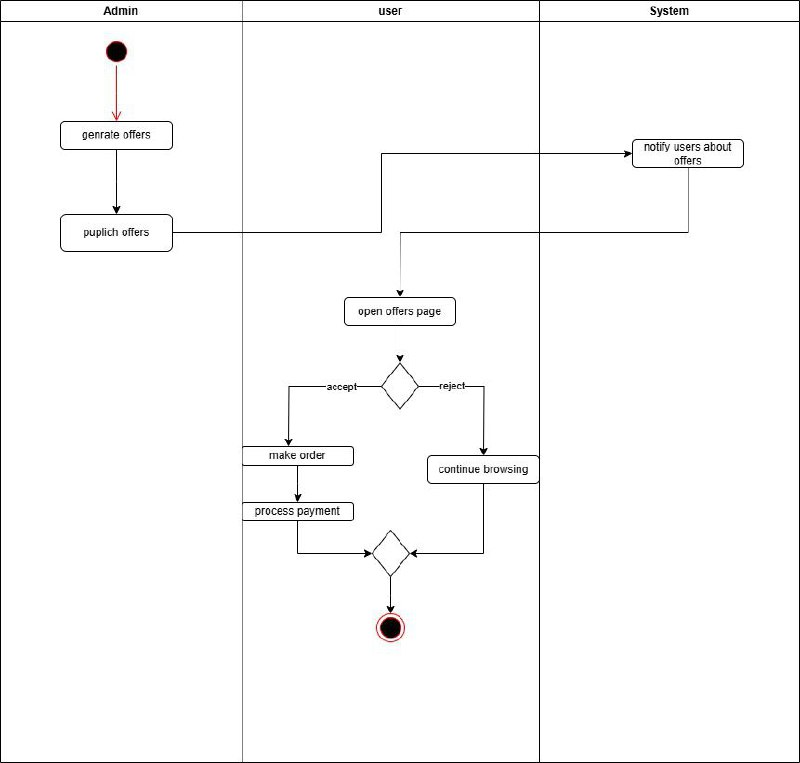 Admin
user
System
genrate offers
notify users about
offers
puplich offers
open offers page
accept
reject
make order
continue browsing
process payment